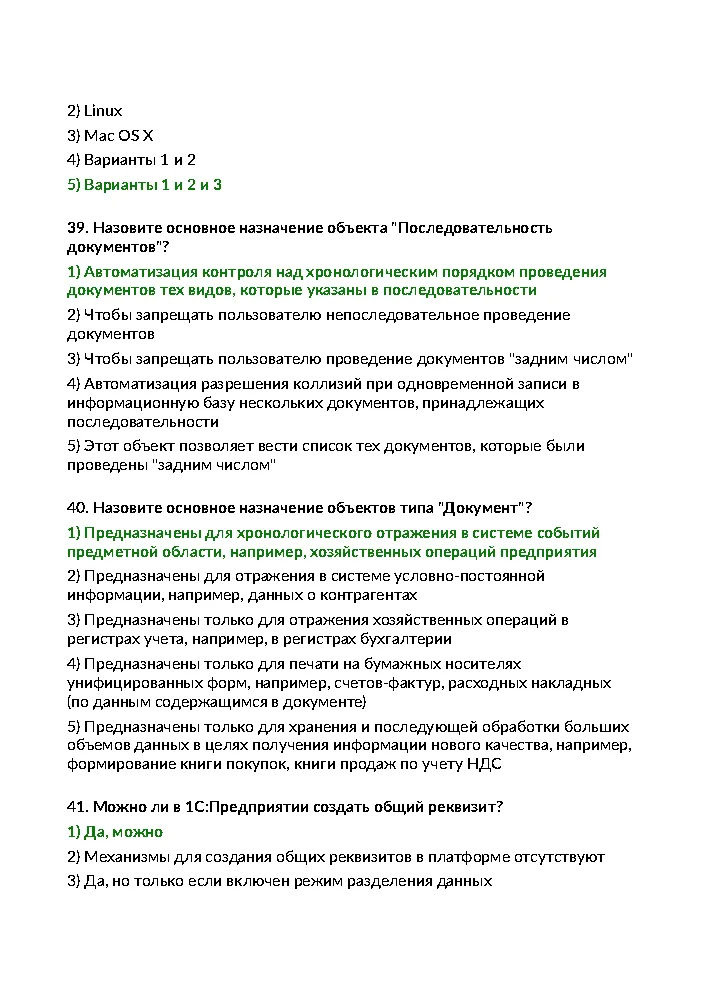 2) Linux
3) Mac OS X
4) Варианты 1 и 2
5) Варианты 1 и 2 и 3
39. Назовите основное назначение объекта "Последовательность
документов"?
1) Автоматизация контроля над хронологическим порядком проведения
документов тех видов, которые указаны в последовательности
2) Чтобы запрещать пользователю непоследовательное проведение
документов
3) Чтобы запрещать пользователю проведение документов "задним числом"
4) Автоматизация разрешения коллизий при одновременной записи в
информационную базу нескольких документов, принадлежащих
последовательности
5) Этот объект позволяет вести список тех документов, которые были
проведены "задним числом"
40. Назовите основное назначение объектов типа "Документ"?
1) Предназначены для хронологического отражения в системе событий
предметной области, например, хозяйственных операций предприятия
2) Предназначены для отражения в системе условно-постоянной
информации, например, данных о контрагентах
3) Предназначены только для отражения хозяйственных операций в
регистрах учета, например, в регистрах бухгалтерии
4) Предназначены только для печати на бумажных носителях
унифицированных форм, например, счетов-фактур, расходных накладных
(по данным содержащимся в документе)
5) Предназначены только для хранения и последующей обработки больших
объемов данных в целях получения информации нового качества, например,
формирование книги покупок, книги продаж по учету НДС
41. Можно ли в 1С:Предприятии создать общий реквизит?
1) Да, можно
2) Механизмы для создания общих реквизитов в платформе отсутствуют
3) Да, но только если включен режим разделения данных